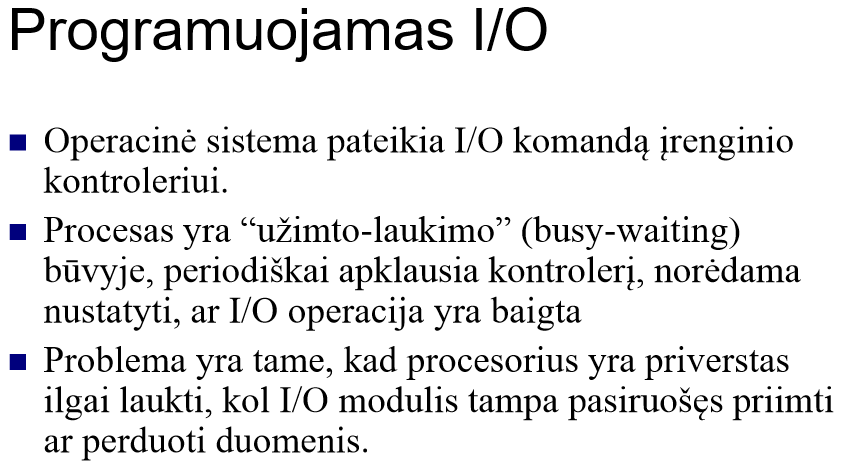 Programuojamas I/O
Operacinė sistema pateikia I/O komandą įrenginio
kontroleriui.
Procesas yra “užimto-laukimo” (busy-waiting)
būvyje, periodiškai apklausia kontrolerį, norėdama
nustatyti, ar I/O operacija yra baigta
Problema yra tame, kad procesorius yra priverstas
ilgai laukti, kol I/O modulis tampa pasiruošęs priimti
ar perduoti duomenis.